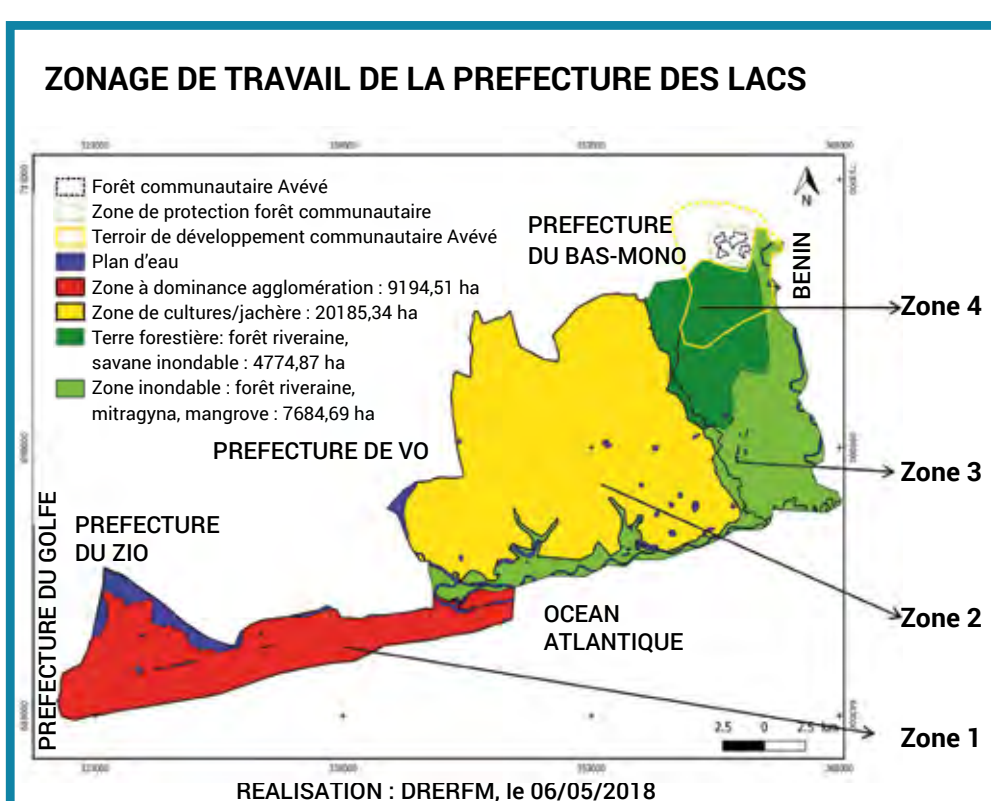 ZONAGE DE TRAVAIL DE LA PREFECTURE DES LACS
Forêt communautaire Avévé
Zone de protection forêt communautaire
Terroir de développement communautaire Avévé
Plan d'eau
Zone à dominance agglomération : 9194,51 ha
Zone de cultures/jachère : 20185,34 ha
Terre forestière: forêt riveraine,
savane inondable : 4774,87 ha
Zone inondable : forêt riveraine,
mitragyna, mangrove : 7684,69 ha
N
PREFECTURE
DU BAS-MONO
BENIN
Zone 4
PREFECTURE DE VO
Zone 3
PREFECTURE DU GOLFE
PREFECTURE
DU ZIO
OCEAN
ATLANTIQUE
Zone 2
Zone 1
2.5 0 2.5 km
REALISATION : DRERFM, le 06/05/2018